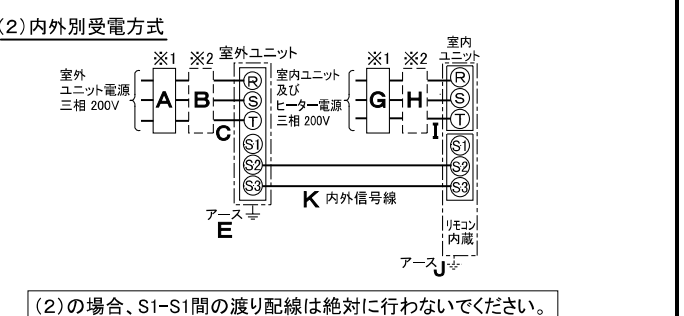 (2)内外別受電方式
※1 ※2 室外ユニット
室外
ユニット電源
三相 200V
A B C
R
S
T
S1
S2
S3
アース
E
※1 ※2
室内
ユニット
室内ユニット
及び
ヒーター電源
三相 200V
G H I
R
S
T
S1
S2
S3
K 内外信号線
リモコン
内蔵
アース
J
(2)の場合、S1-S1間の渡り配線は絶対に行わないでください。